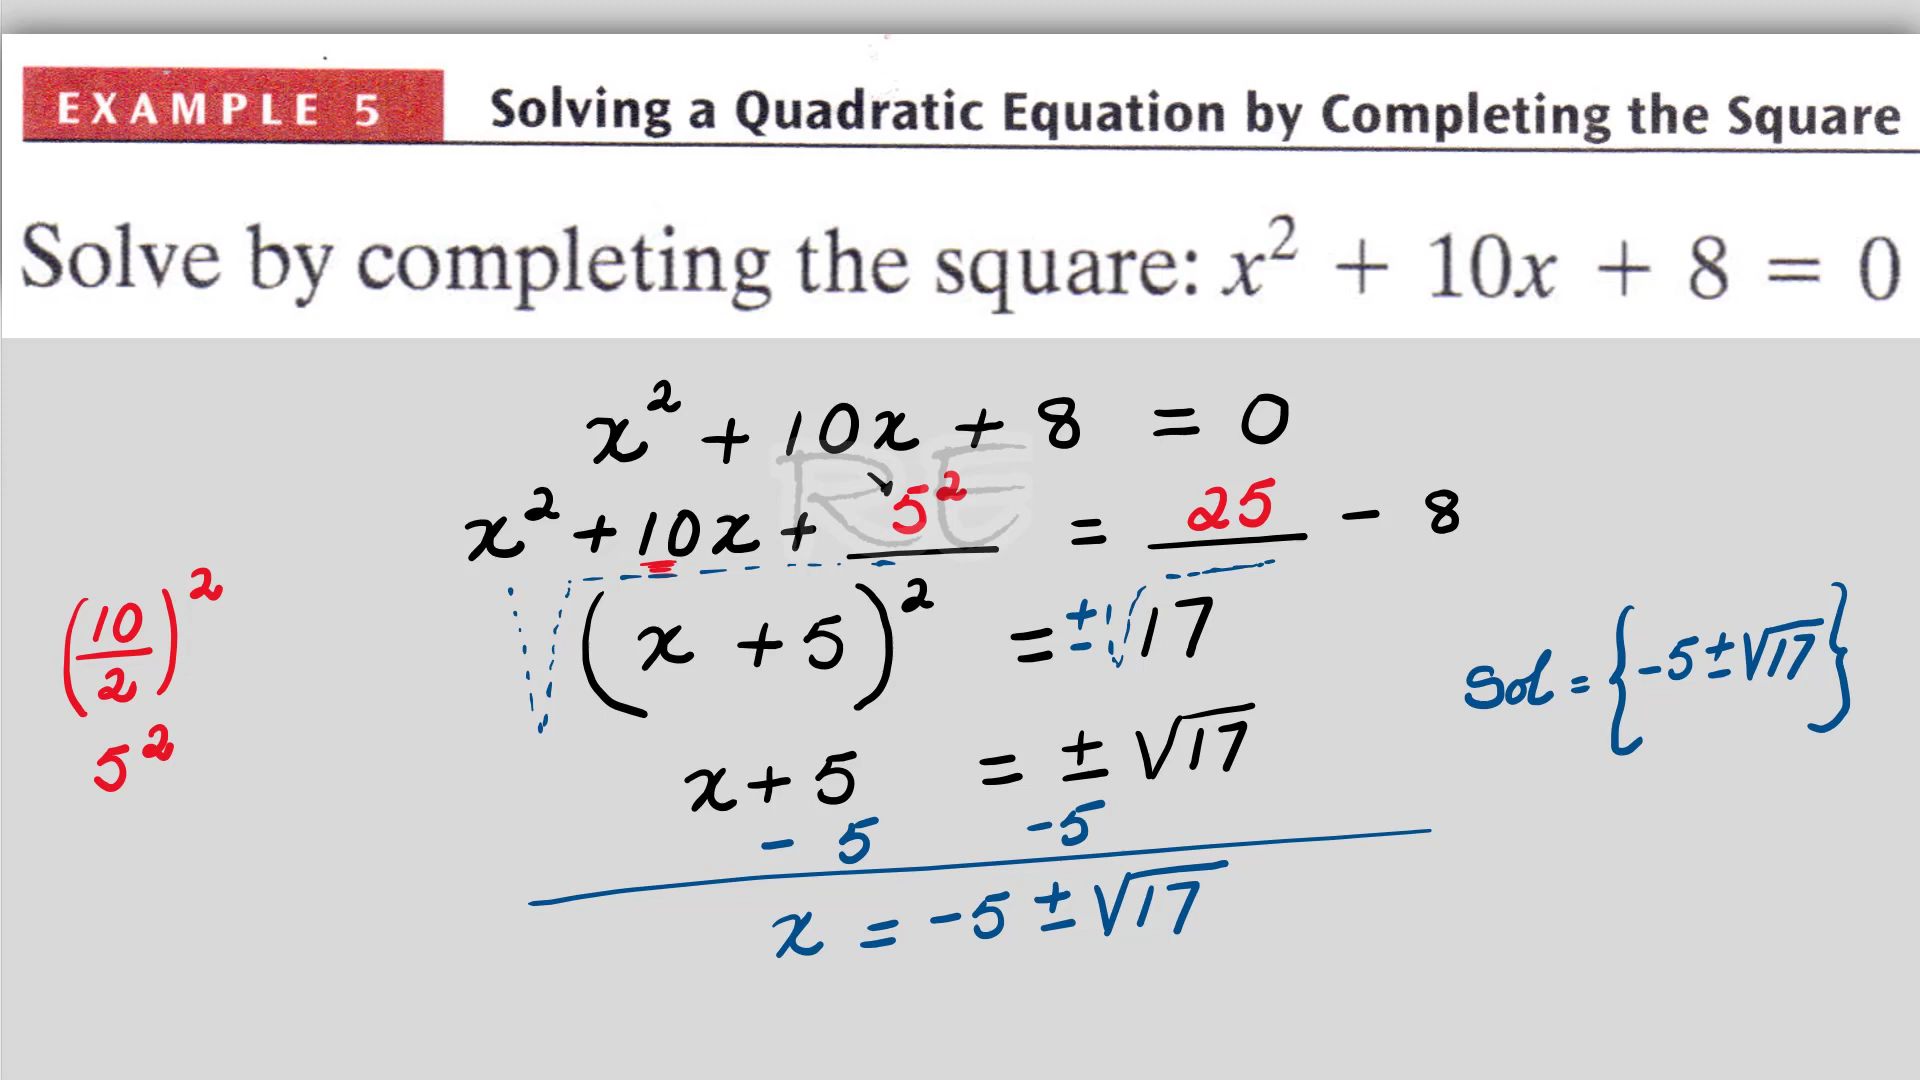 EXAMPLE 5 Solving a Quadratic Equation by Completing the Square
Solve by completing the square: x² + 10x + 8 = 0
x² + 10x + 8 = 0
RE
x² + 10x + 5² = 25 - 8
(10/2)²
√(x + 5)² = ±√17
5²
x + 5 = ± √17
Sol = {-5 ± √17}
- 5 -5
x = -5 ± √17